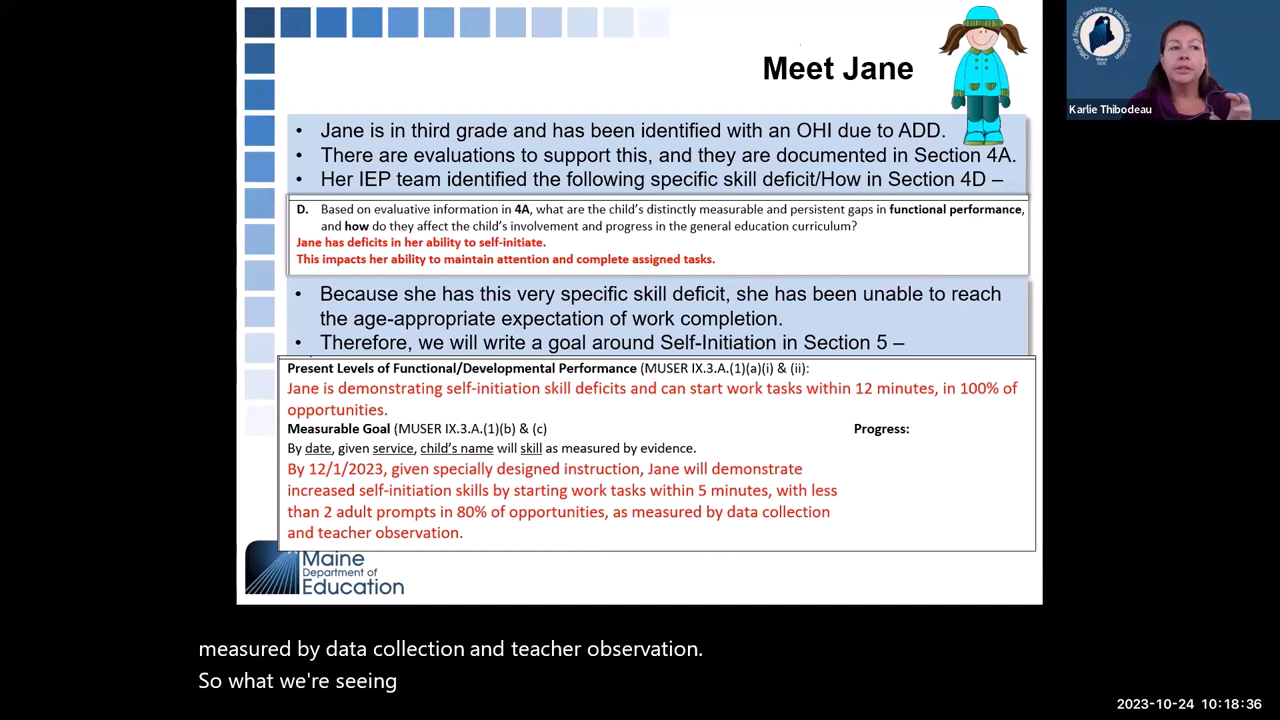 Meet Jane
• Jane is in third grade and has been identified with an OHI due to ADD.
• There are evaluations to support this, and they are documented in Section 4A.
• Her IEP team identified the following specific skill deficit/How in Section 4D –
D. Based on evaluative information in 4A, what are the child's distinctly measurable and persistent gaps in functional performance,
and how do they affect the child's involvement and progress in the general education curriculum?
Jane has deficits in her ability to self-initiate.
This impacts her ability to maintain attention and complete assigned tasks.
• Because she has this very specific skill deficit, she has been unable to reach
the age-appropriate expectation of work completion.
• Therefore, we will write a goal around Self-Initiation in Section 5 –
Present Levels of Functional/Developmental Performance (MUSER IX.3.A.(1)(a)(i) & (ii):
Jane is demonstrating self-initiation skill deficits and can start work tasks within 12 minutes, in 100% of
opportunities.
Measurable Goal (MUSER IX.3.A.(1)(b) & (c) Progress:
By date, given service, child's name will skill as measured by evidence.
By 12/1/2023, given specially designed instruction, Jane will demonstrate
increased self-initiation skills by starting work tasks within 5 minutes, with less
than 2 adult prompts in 80% of opportunities, as measured by data collection
and teacher observation.
Maine
Department of
Education
Office of Special Services & Inclusive Education
Maine
DOE
Karlie Thibodeau
measured by data collection and teacher observation.
So what we're seeing
2023-10-24 10:18:36